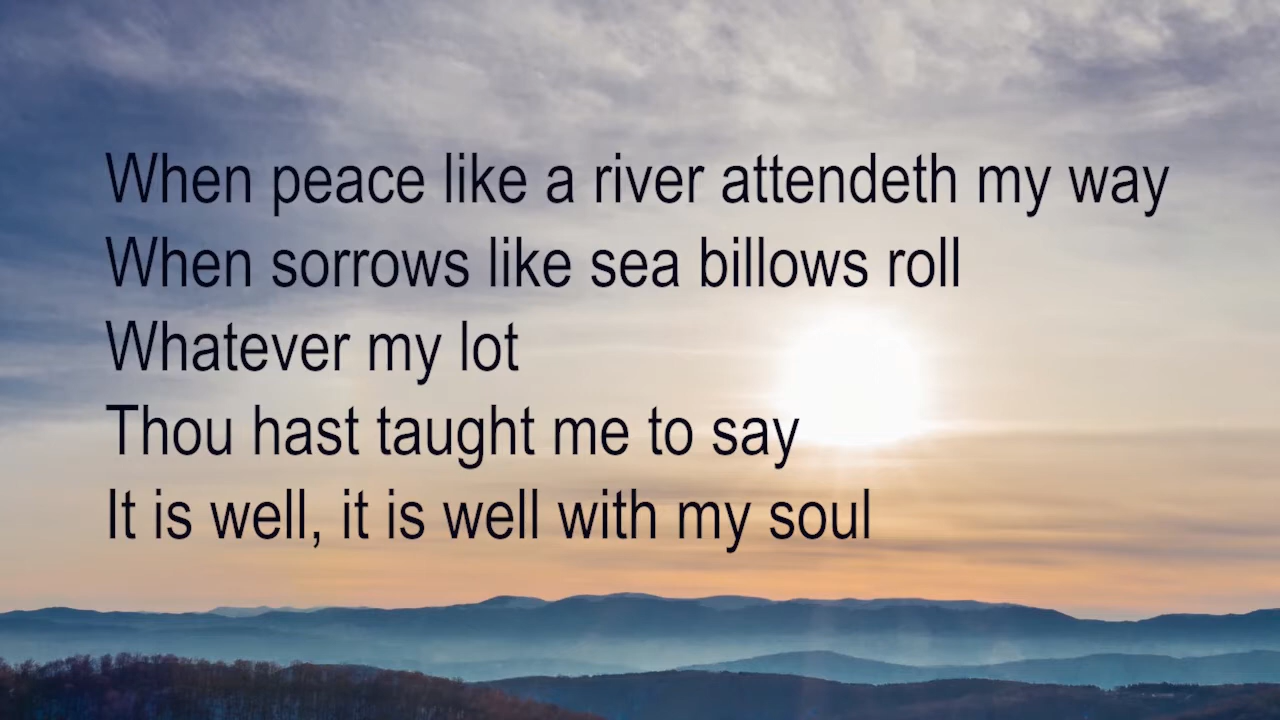 When peace like a river attendeth my way
When sorrows like sea billows roll
Whatever my lot
Thou hast taught me to say
It is well, it is well with my soul